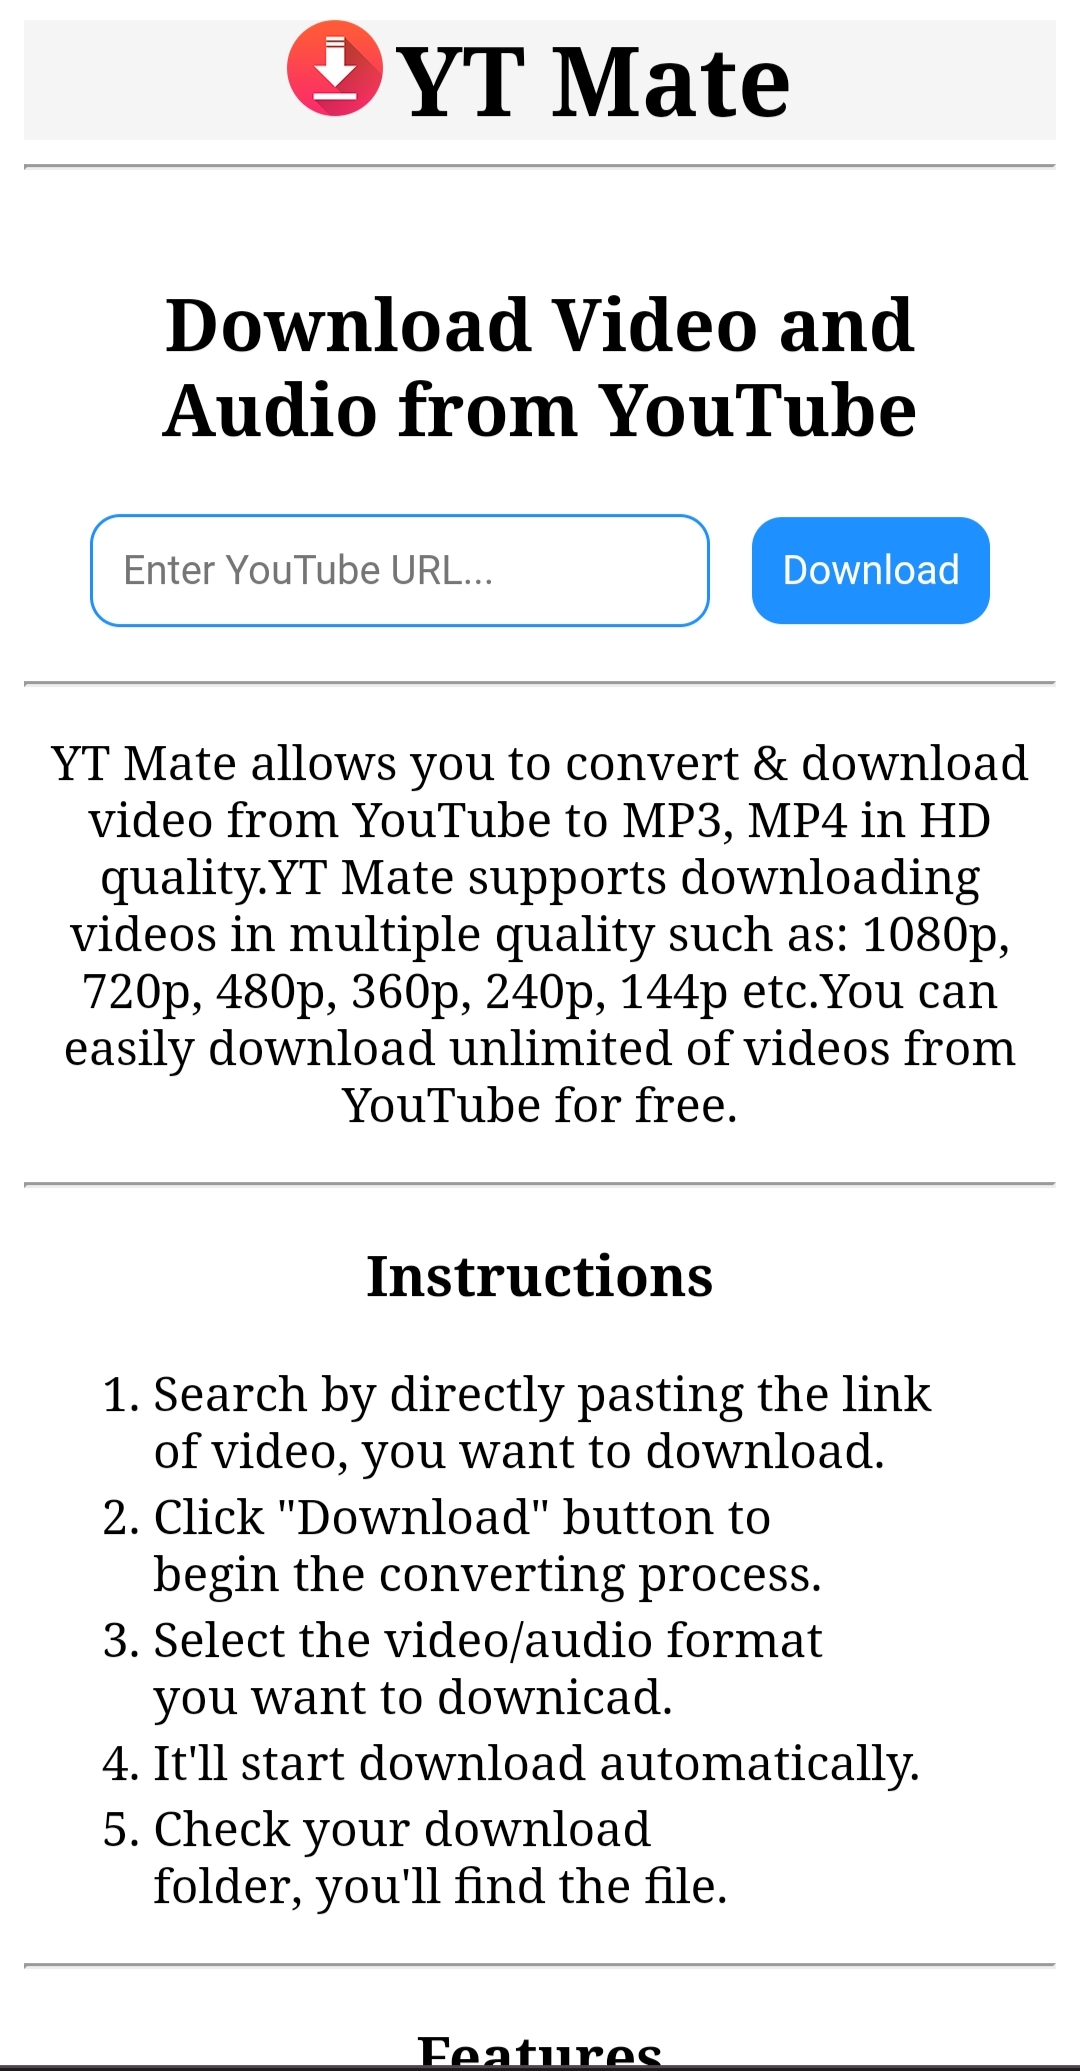 YT Mate
Download Video and
Audio from YouTube
Enter YouTube URL...
Download
YT Mate allows you to convert & download
video from YouTube to MP3, MP4 in HD
quality.YT Mate supports downloading
videos in multiple quality such as: 1080p,
720p, 480p, 360p, 240p, 144p etc.You can
easily download unlimited of videos from
YouTube for free.
Instructions
1. Search by directly pasting the link
of video, you want to download.
2. Click "Download" button to
begin the converting process.
3. Select the video/audio format
you want to downicad.
4. It'll start download automatically.
5. Check your download
folder, you'll find the file.
Features